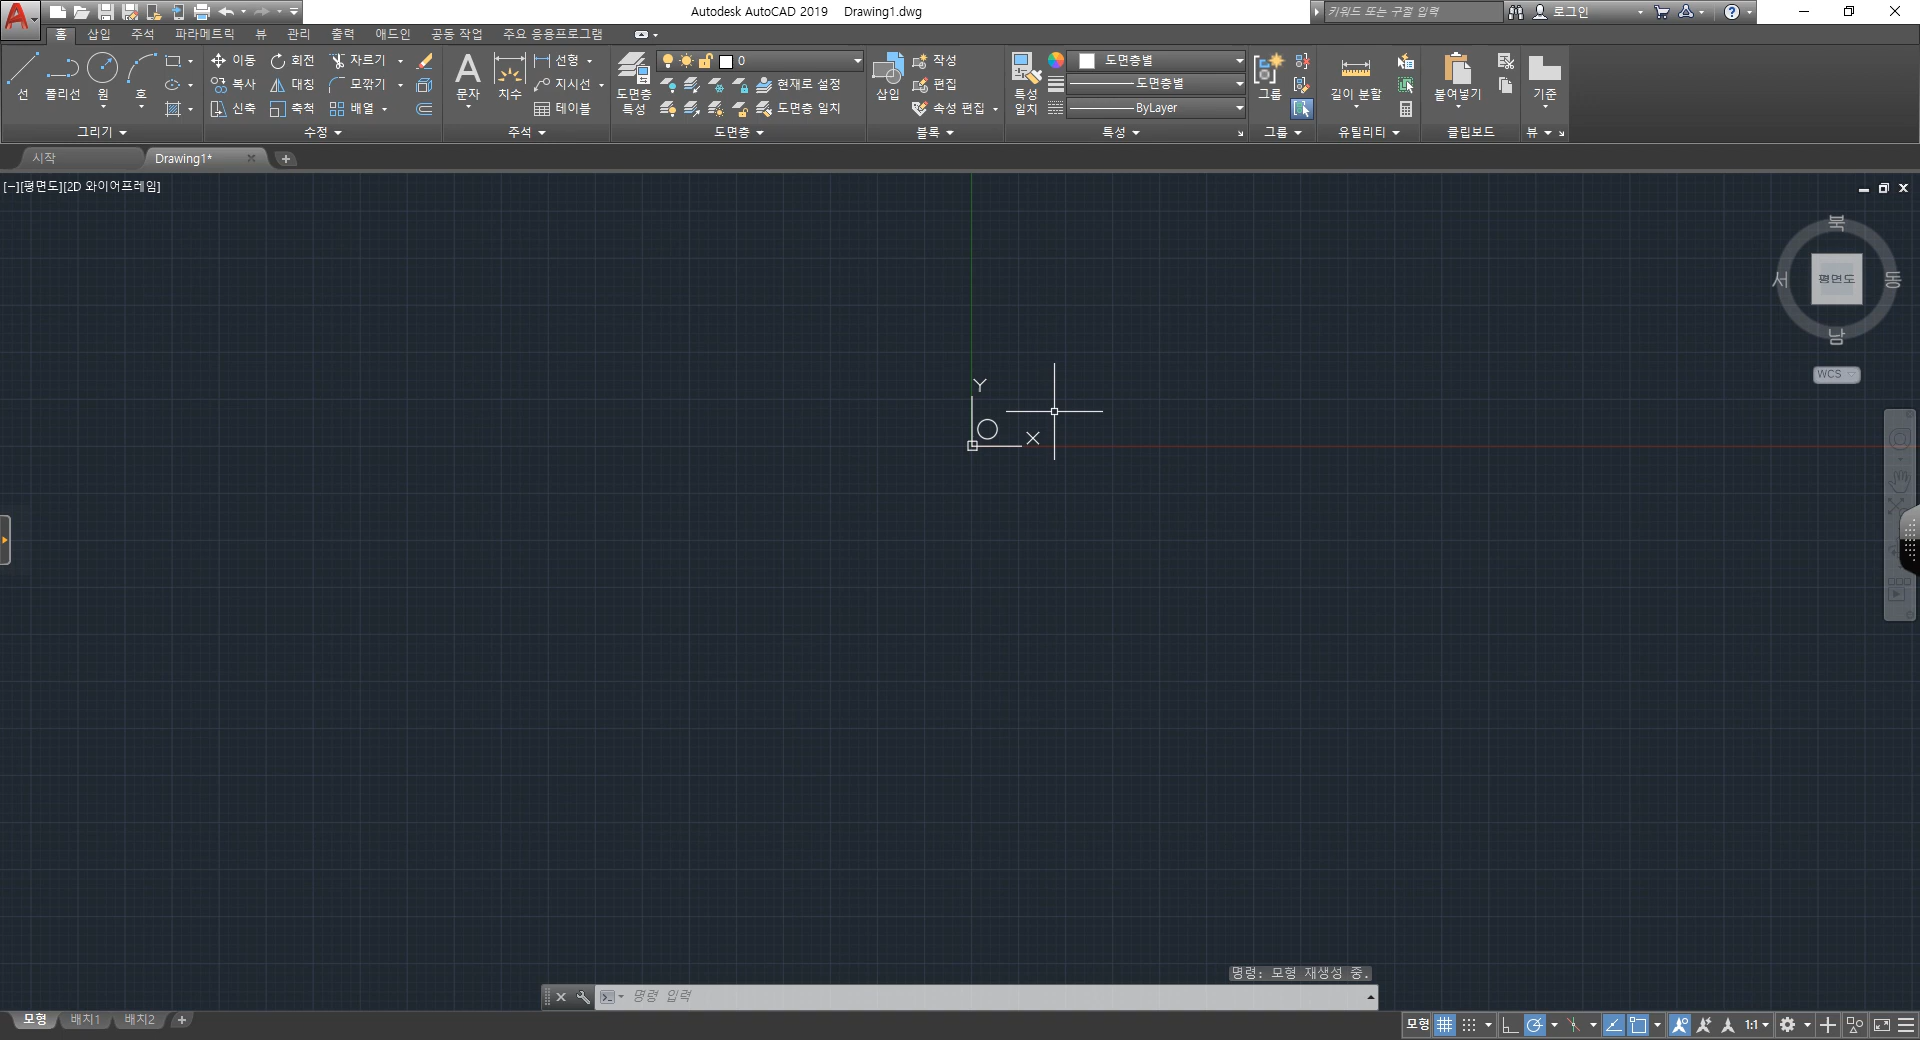 Autodesk AutoCAD 2019 Drawing1.dwg
키워드 또는 구절 입력
로그인
홈 삽입 주석 파라메트릭 뷰 관리 출력 애드인 공동 작업 주요 응용프로그램
선 폴리선 원 호
이동 회전 자르기
복사 대칭 모깎기
신축 축척 배열
문자 치수
선형
지시선
테이블
도면층
특성
0
현재로 설정
도면층 일치
삽입
작성
편집
속성 편집
특성
일치
도면층별
도면층별
ByLayer
그룹
길이 분할
붙여넣기
기준
그리기 수정 주석 도면층 블록 특성 그룹 유틸리티 클립보드 뷰
시작 Drawing1*
[-][평면도][2D 와이어프레임]
북
서 평면도 동
남
WCS
Y
X
명령: 모형 재생성 중.
명령 입력
모형 배치1 배치2
모형 1:1